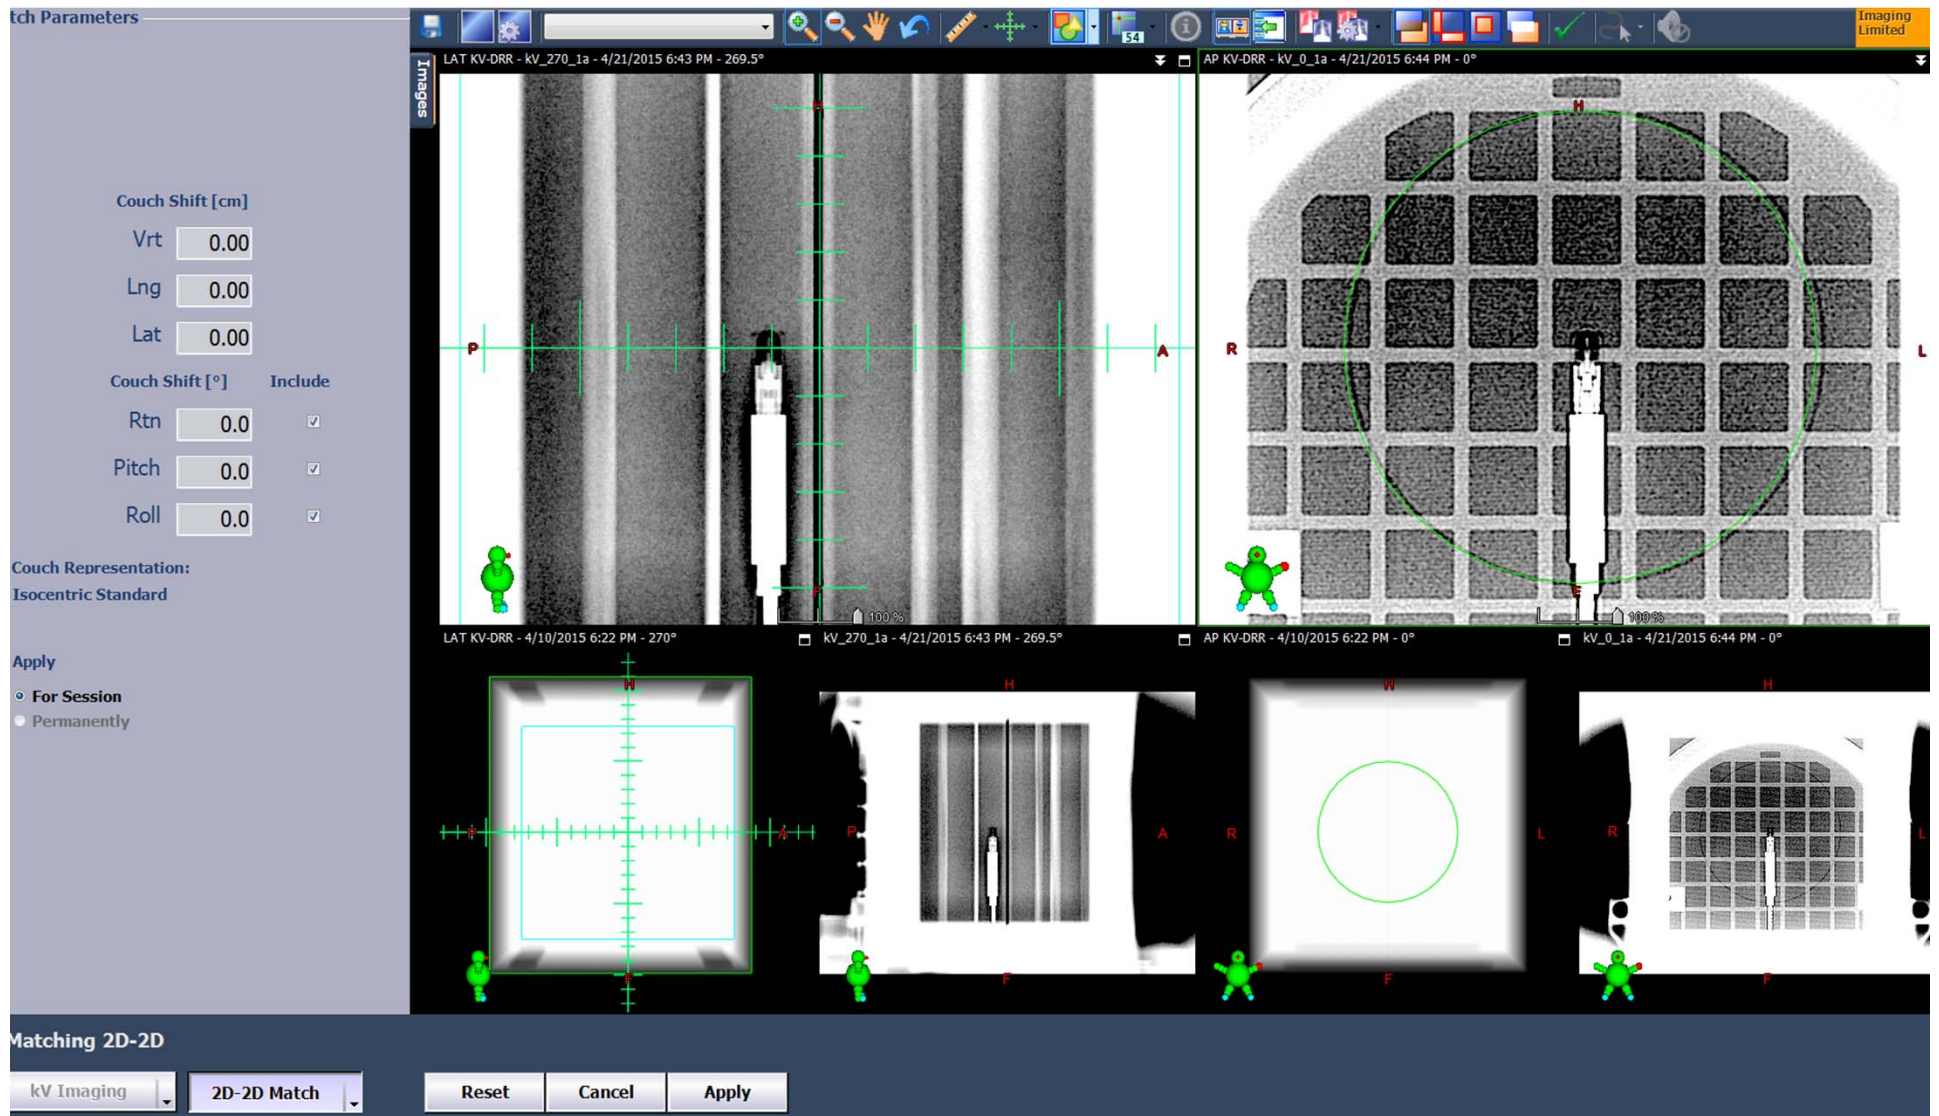 tch Parameters
Imaging
Limited
54
Images
LAT KV-DRR - kV_270_1a - 4/21/2015 6:43 PM - 269.5°
AP KV-DRR - kV_0_1a - 4/21/2015 6:44 PM - 0°
H
H
Couch Shift [cm]
Vrt 0.00
Lng 0.00
Lat 0.00
P
A
R
L
Couch Shift [°] Include
Rtn 0.0
Pitch 0.0
Roll 0.0
Couch Representation:
Isocentric Standard
F
F
100 %
100%
LAT KV-DRR - 4/10/2015 6:22 PM - 270°
kV_270_1a - 4/21/2015 6:43 PM - 269.5°
AP KV-DRR - 4/10/2015 6:22 PM - 0°
kV_0_1a - 4/21/2015 6:44 PM - 0°
Apply
For Session
Permanently
H
H
H
H
P
A
P
A
R
L
R
L
F
F
F
F
Matching 2D-2D
kV Imaging
2D-2D Match
Reset
Cancel
Apply